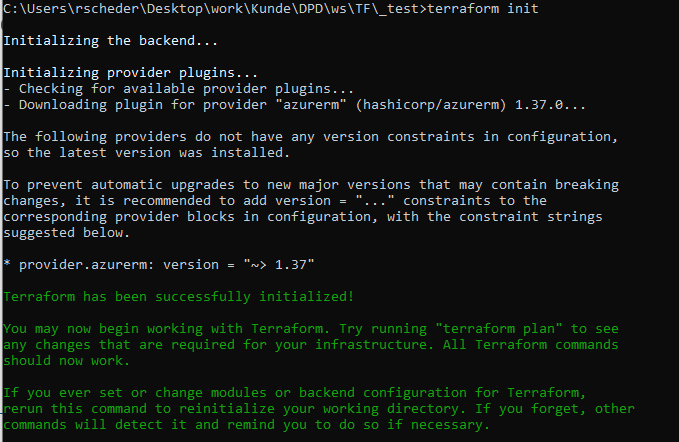 C:\Users\rscheder\Desktop\work\Kunde\DPD\ws\TF\_test>terraform init
Initializing the backend...
Initializing provider plugins...
- Checking for available provider plugins...
- Downloading plugin for provider "azurerm" (hashicorp/azurerm) 1.37.0...
The following providers do not have any version constraints in configuration,
so the latest version was installed.
To prevent automatic upgrades to new major versions that may contain breaking
changes, it is recommended to add version = "..." constraints to the
corresponding provider blocks in configuration, with the constraint strings
suggested below.
* provider.azurerm: version = "~> 1.37"
Terraform has been successfully initialized!
You may now begin working with Terraform. Try running "terraform plan" to see
any changes that are required for your infrastructure. All Terraform commands
should now work.
If you ever set or change modules or backend configuration for Terraform,
rerun this command to reinitialize your working directory. If you forget, other
commands will detect it and remind you to do so if necessary.